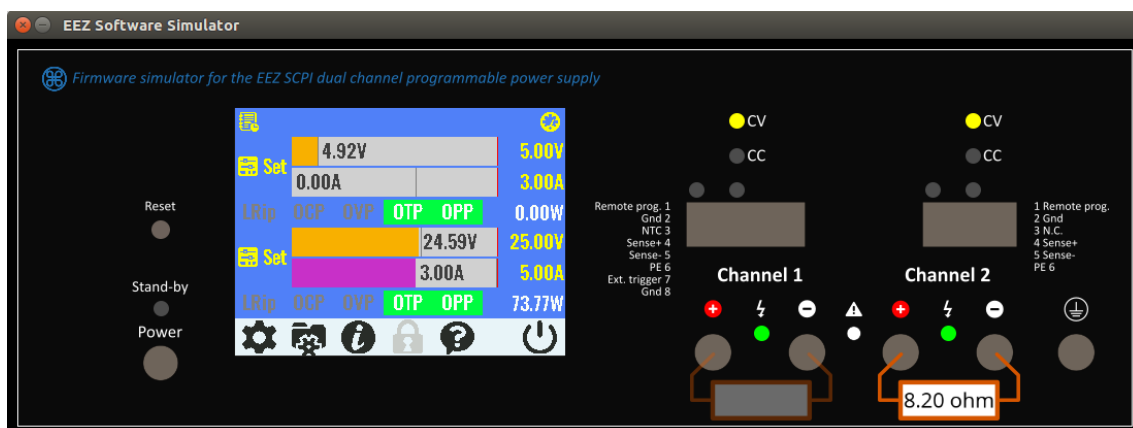 EEZ Software Simulator
Firmware simulator for the EEZ SCPI dual channel programmable power supply
4.92V 5.00V
Set
0.00A 3.00A
LRip OCP OVP OTP OPP 0.00W
24.59V 25.00V
Set
3.00A 5.00A
LRip OCP OVP OTP OPP 73.77W
Reset
Stand-by
Power
CV
CC
Remote prog. 1
Gnd 2
NTC 3
Sense+ 4
Sense- 5
PE 6
Ext. trigger 7
Gnd 8
Channel 1
CV
CC
1 Remote prog.
2 Gnd
3 N.C.
4 Sense+
5 Sense-
PE 6
Channel 2
8.20 ohm